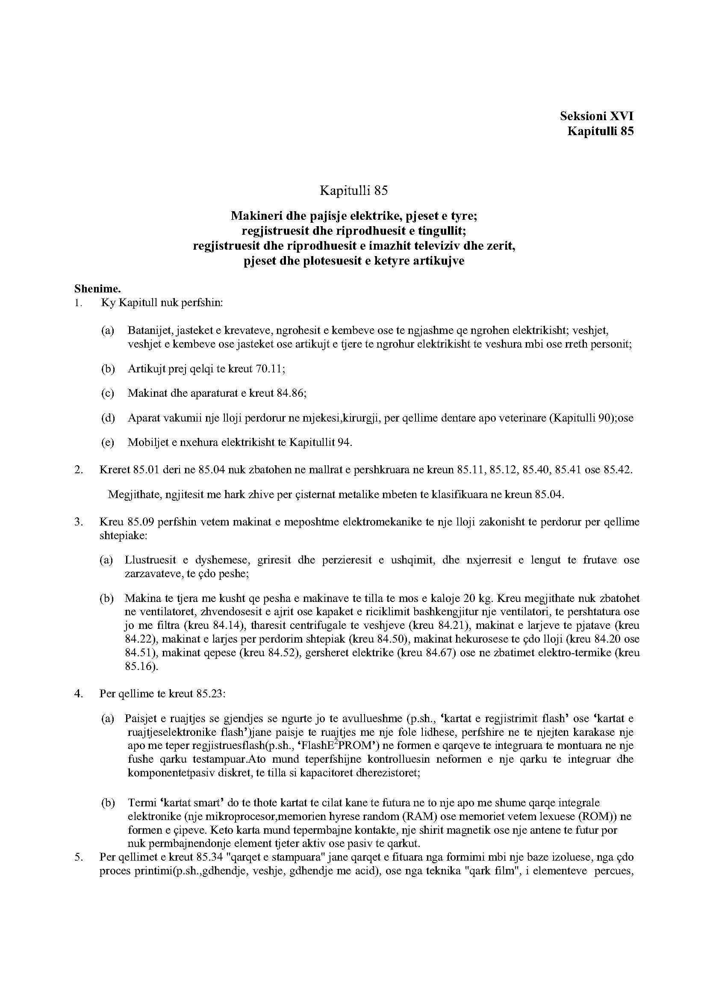 Seksioni XVI
Kapitulli 85
Kapitulli 85
Makineri dhe pajisje elektrike, pjeset e tyre;
regjistruesit dhe riprodhuesit e tingullit;
regjistruesit dhe riprodhuesit e imazhit televiziv dhe zerit,
pjeset dhe plotesuesit e ketyre artikujve
Shenime.
1. Ky Kapitull nuk perfshin:
(a) Batanijet, jasteket e krevateve, ngrohesit e kembeve ose te ngjashme qe ngrohen elektrikisht; veshjet,
veshjet e kembeve ose jasteket ose artikujt e tjere te ngrohur elektrikisht te veshura mbi ose rreth personit;
(b) Artikujt prej qelqi te kreut 70.11;
(c) Makinat dhe aparaturat e kreut 84.86;
(d) Aparat vakumii nje lloji perdorur ne mjekesi,kirurgji, per qellime dentare apo veterinare (Kapitulli 90);ose
(e) Mobiljet e nxehura elektrikisht te Kapitullit 94.
2. Kreret 85.01 deri ne 85.04 nuk zbatohen ne mallrat e pershkruara ne kreun 85.11, 85.12, 85.40, 85.41 ose 85.42.
Megjithate, ngjitesit me hark zhive per çisternat metalike mbeten te klasifikuara ne kreun 85.04.
3. Kreu 85.09 perfshin vetem makinat e meposhtme elektromekanike te nje lloji zakonisht te perdorur per qellime
shtepiake:
(a) Llustruesit e dyshemese, griresit dhe perzieresit e ushqimit, dhe nxjerresit e lengut te frutave ose
zarzavateve, te çdo peshe;
(b) Makina te tjera me kusht qe pesha e makinave te tilla te mos e kaloje 20 kg. Kreu megjithate nuk zbatohet
ne ventilatoret, zhvendosesit e ajrit ose kapaket e riciklimit bashkengjitur nje ventilatori, te pershtatura ose
jo me filtra (kreu 84.14), tharesit centrifugale te veshjeve (kreu 84.21), makinat e larjeve te pjatave (kreu
84.22), makinat e larjes per perdorim shtepiak (kreu 84.50), makinat hekurosese te çdo lloji (kreu 84.20 ose
84.51), makinat qepese (kreu 84.52), gersheret elektrike (kreu 84.67) ose ne zbatimet elektro-termike (kreu
85.16).
4. Per qellime te kreut 85.23:
(a) Paisjet e ruajtjes se gjendjes se ngurte jo te avullueshme (p.sh., ‘kartat e regjistrimit flash’ ose ‘kartat e
ruajtjeselektronike flash’)jane paisje te ruajtjes me nje fole lidhese, perfshire ne te njejten karakase nje
apo me teper regjistruesflash(p.sh., ‘FlashE²PROM’) ne formen e qarqeve te integruara te montuara ne nje
fushe qarku testampuar.Ato mund teperfshijne kontrolluesin neformen e nje qarku te integruar dhe
komponentetpasiv diskret, te tilla si kapacitoret dherezistoret;
(b) Termi ‘kartat smart’ do te thote kartat te cilat kane te futura ne to nje apo me shume qarqe integrale
elektronike (nje mikroprocesor,memorien hyrese random (RAM) ose memoriet vetem lexuese (ROM)) ne
formen e çipeve. Keto karta mund tepermbajne kontakte, nje shirit magnetik ose nje antene te futur por
nuk permbajnendonje element tjeter aktiv ose pasiv te qarkut.
5. Per qellimet e kreut 85.34 "qarqet e stampuara" jane qarqet e fituara nga formimi mbi nje baze izoluese, nga çdo
proces printimi(p.sh.,gdhendje, veshje, gdhendje me acid), ose nga teknika "qark film", i elementeve percues,